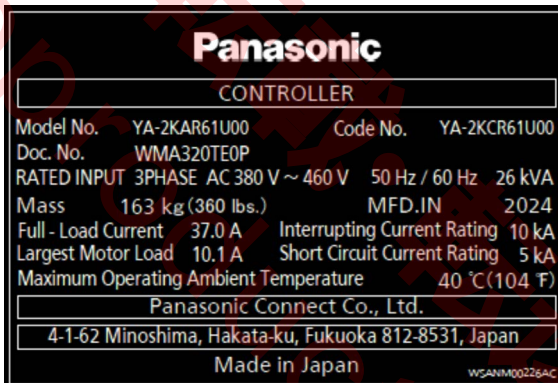 Panasonic
CONTROLLER
Model No. YA-2KAR61U00 Code No. YA-2KCR61U00
Doc. No. WMA320TE0P
RATED INPUT 3PHASE AC 380 V ~ 460 V 50 Hz / 60 Hz 26 kVA
Mass 163 kg (360 lbs.) MFD.IN 2024
Full - Load Current 37.0 A Interrupting Current Rating 10 kA
Largest Motor Load 10.1 A Short Circuit Current Rating 5 kA
Maximum Operating Ambient Temperature 40 ℃(104 ℉)
Panasonic Connect Co., Ltd.
4-1-62 Minoshima, Hakata-ku, Fukuoka 812-8531, Japan
Made in Japan
WSANM00226AC